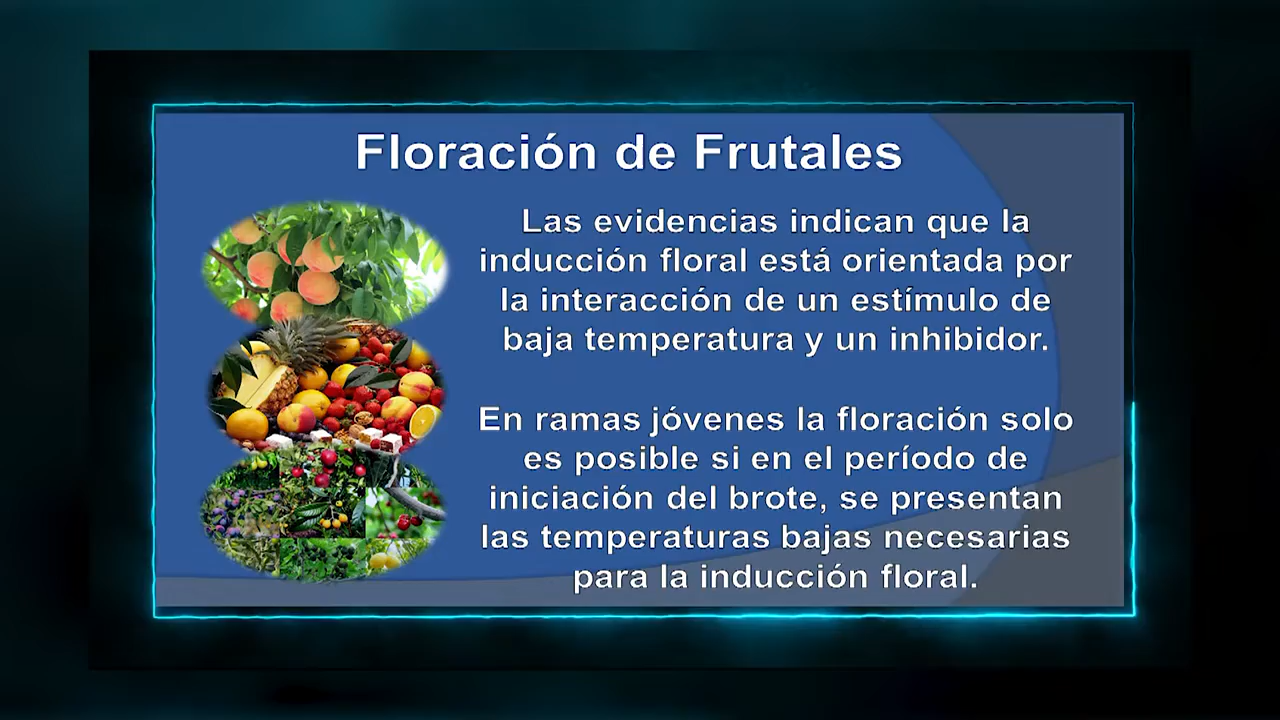 Floración de Frutales
Las evidencias indican que la
inducción floral está orientada por
la interacción de un estímulo de
baja temperatura y un inhibidor.
En ramas jóvenes la floración solo
es posible si en el período de
iniciación del brote, se presentan
las temperaturas bajas necesarias
para la inducción floral.